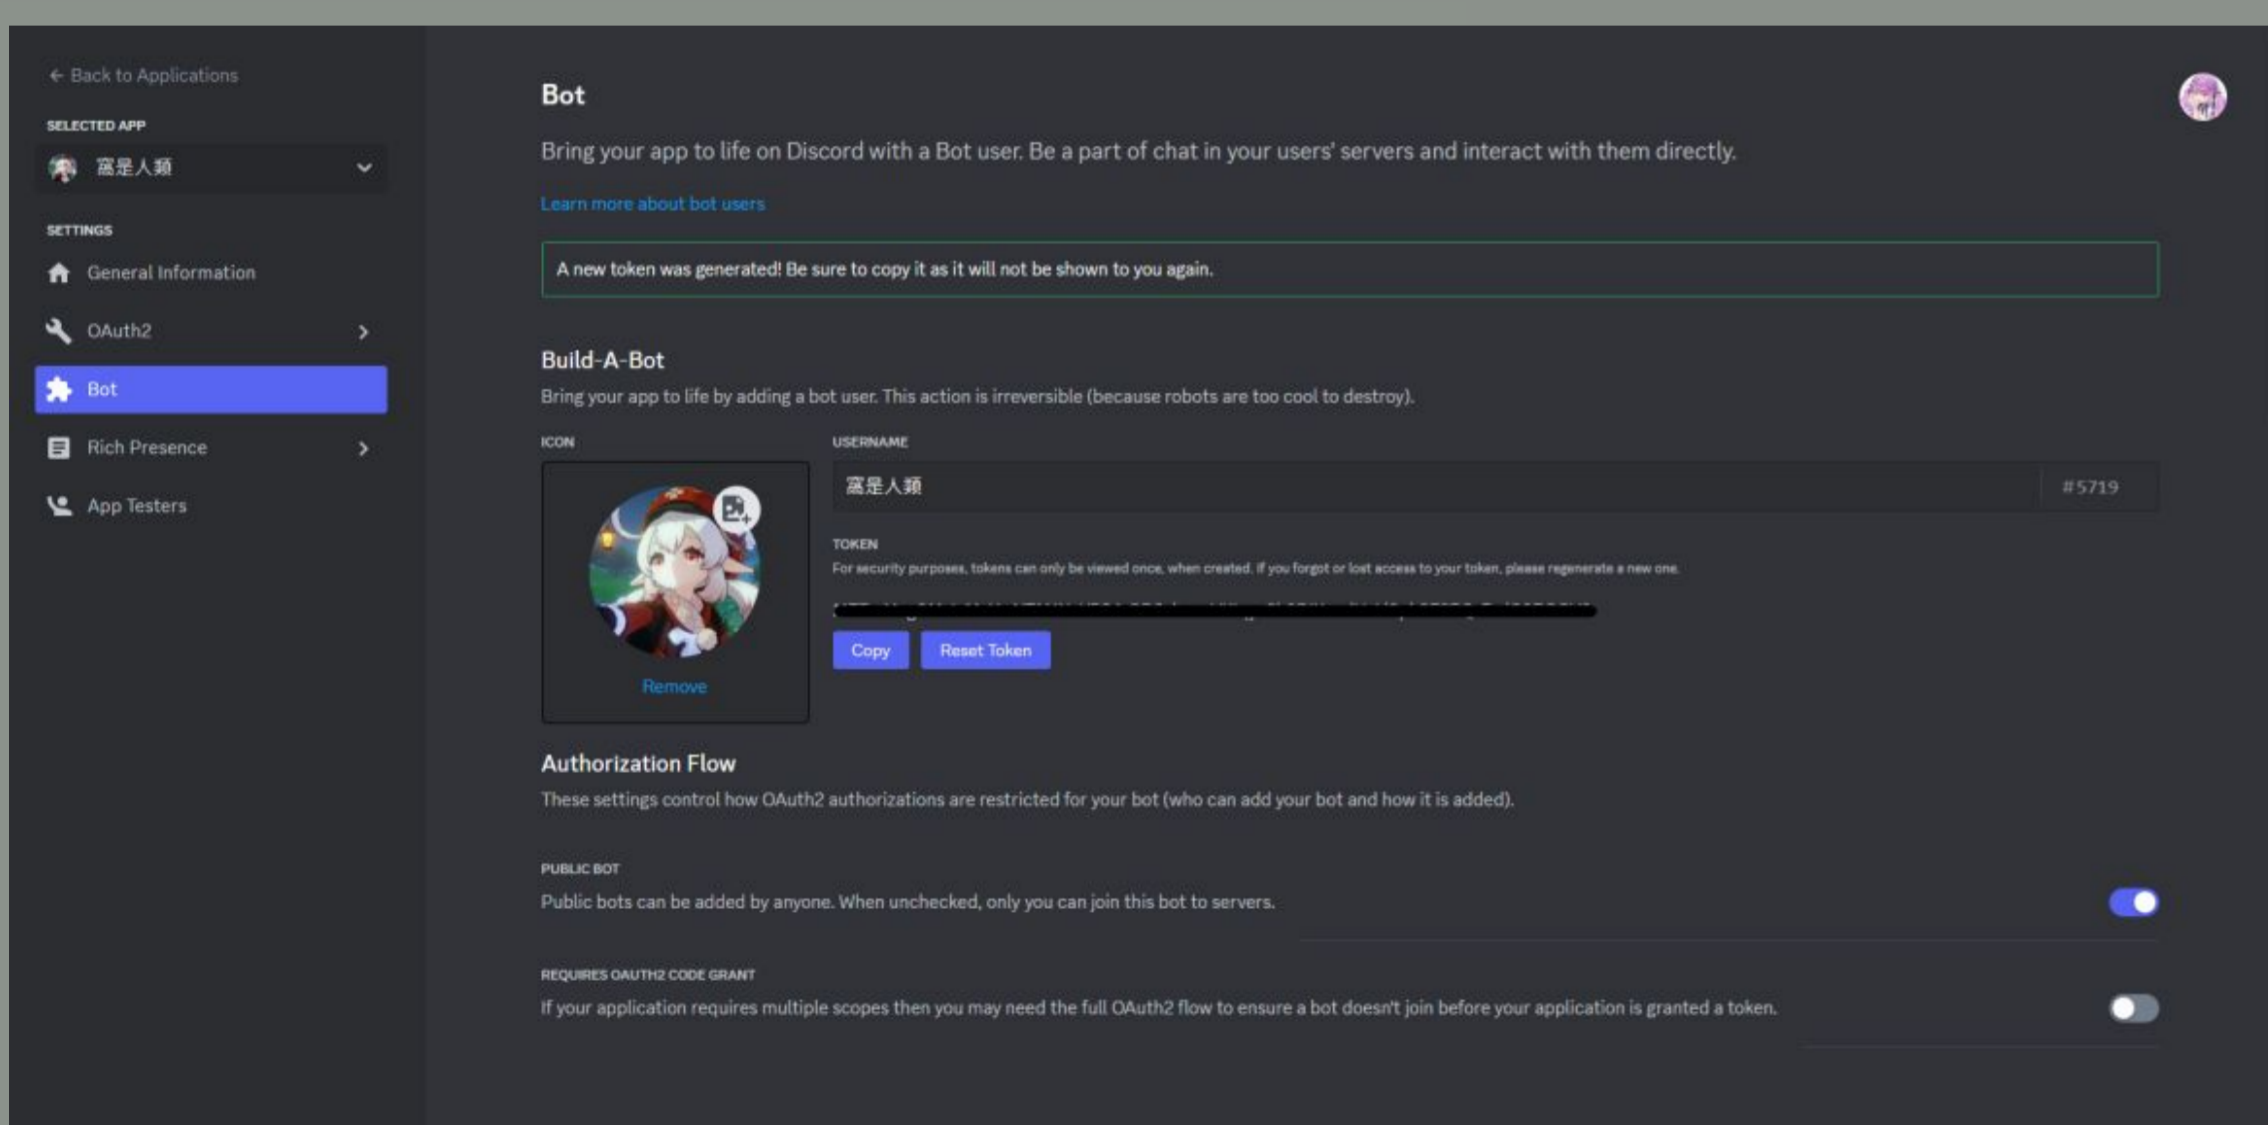 ← Back to Applications
SELECTED APP
窩是人類
SETTINGS
General Information
OAuth2
Bot
Rich Presence
App Testers
Bot
Bring your app to life on Discord with a Bot user. Be a part of chat in your users' servers and interact with them directly.
Learn more about bot users
A new token was generated! Be sure to copy it as it will not be shown to you again.
Build-A-Bot
Bring your app to life by adding a bot user. This action is irreversible (because robots are too cool to destroy).
ICON
USERNAME
窩是人類
#5719
TOKEN
For security purposes, tokens can only be viewed once, when created. If you forgot or lost access to your token, please regenerate a new one.
Copy
Reset Token
Remove
Authorization Flow
These settings control how OAuth2 authorizations are restricted for your bot (who can add your bot and how it is added).
PUBLIC BOT
Public bots can be added by anyone. When unchecked, only you can join this bot to servers.
REQUIRES OAUTH2 CODE GRANT
If your application requires multiple scopes then you may need the full OAuth2 flow to ensure a bot doesn't join before your application is granted a token.